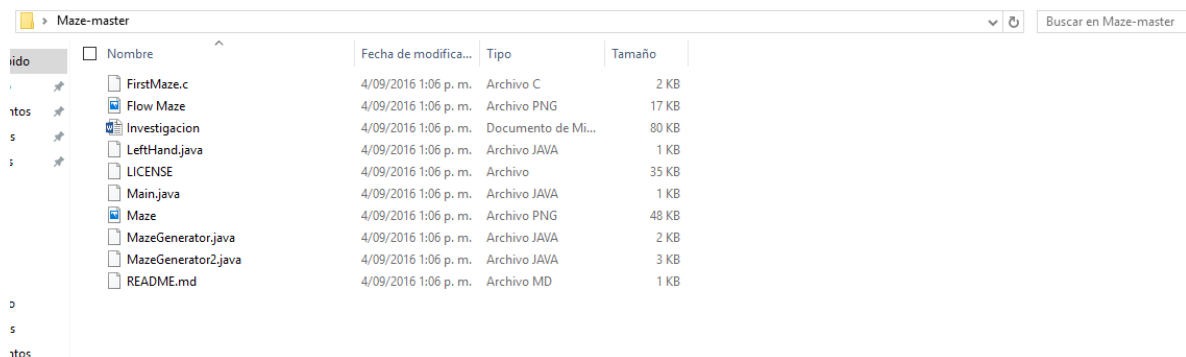 Maze-master
Buscar en Maze-master
Nombre Fecha de modifica... Tipo Tamaño
FirstMaze.c 4/09/2016 1:06 p. m. Archivo C 2 KB
Flow Maze 4/09/2016 1:06 p. m. Archivo PNG 17 KB
Investigacion 4/09/2016 1:06 p. m. Documento de Mi... 80 KB
LeftHand.java 4/09/2016 1:06 p. m. Archivo JAVA 1 KB
LICENSE 4/09/2016 1:06 p. m. Archivo 35 KB
Main.java 4/09/2016 1:06 p. m. Archivo JAVA 1 KB
Maze 4/09/2016 1:06 p. m. Archivo PNG 48 KB
MazeGenerator.java 4/09/2016 1:06 p. m. Archivo JAVA 2 KB
MazeGenerator2.java 4/09/2016 1:06 p. m. Archivo JAVA 3 KB
README.md 4/09/2016 1:06 p. m. Archivo MD 1 KB